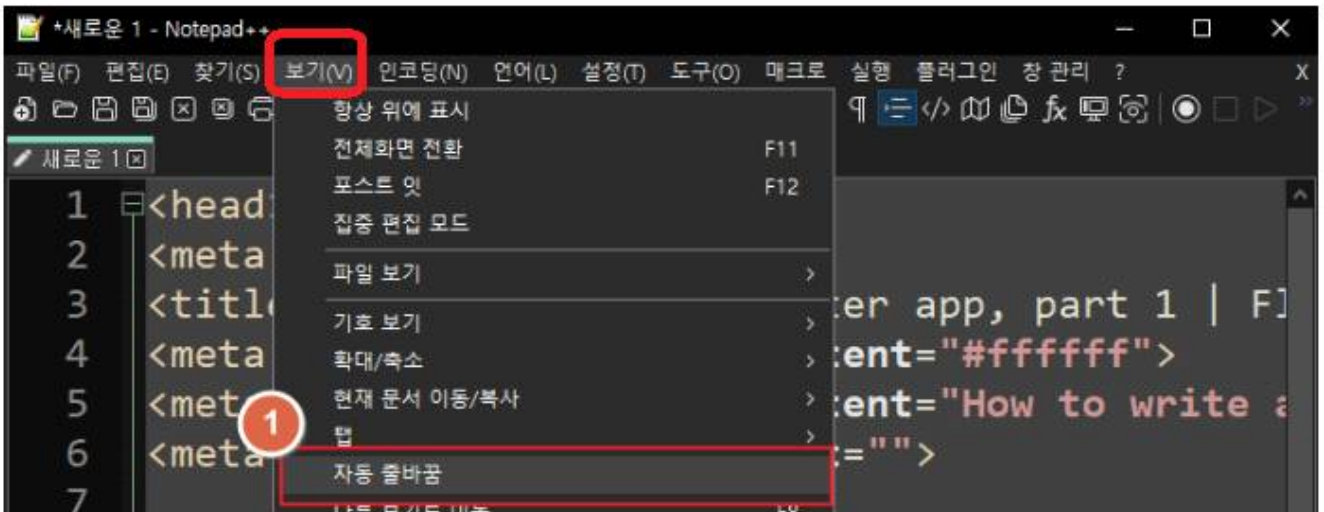 *새로운 1 - Notepad++
파일(F) 편집(E) 찾기(S) 보기(V) 인코딩(N) 언어(L) 설정(T) 도구(O) 매크로 실행 플러그인 창 관리 ? X
새로운 1
항상 위에 표시
전체화면 전환 F11
포스트 잇 F12
집중 편집 모드
파일 보기
기호 보기
확대/축소
현재 문서 이동/복사
탭
자동 줄바꿈
F8
1 <head
2 <meta
3 <titl er app, part 1 | Fl
4 <meta tent="#ffffff">
5 <met tent="How to write a
6 <meta ="">
7
1